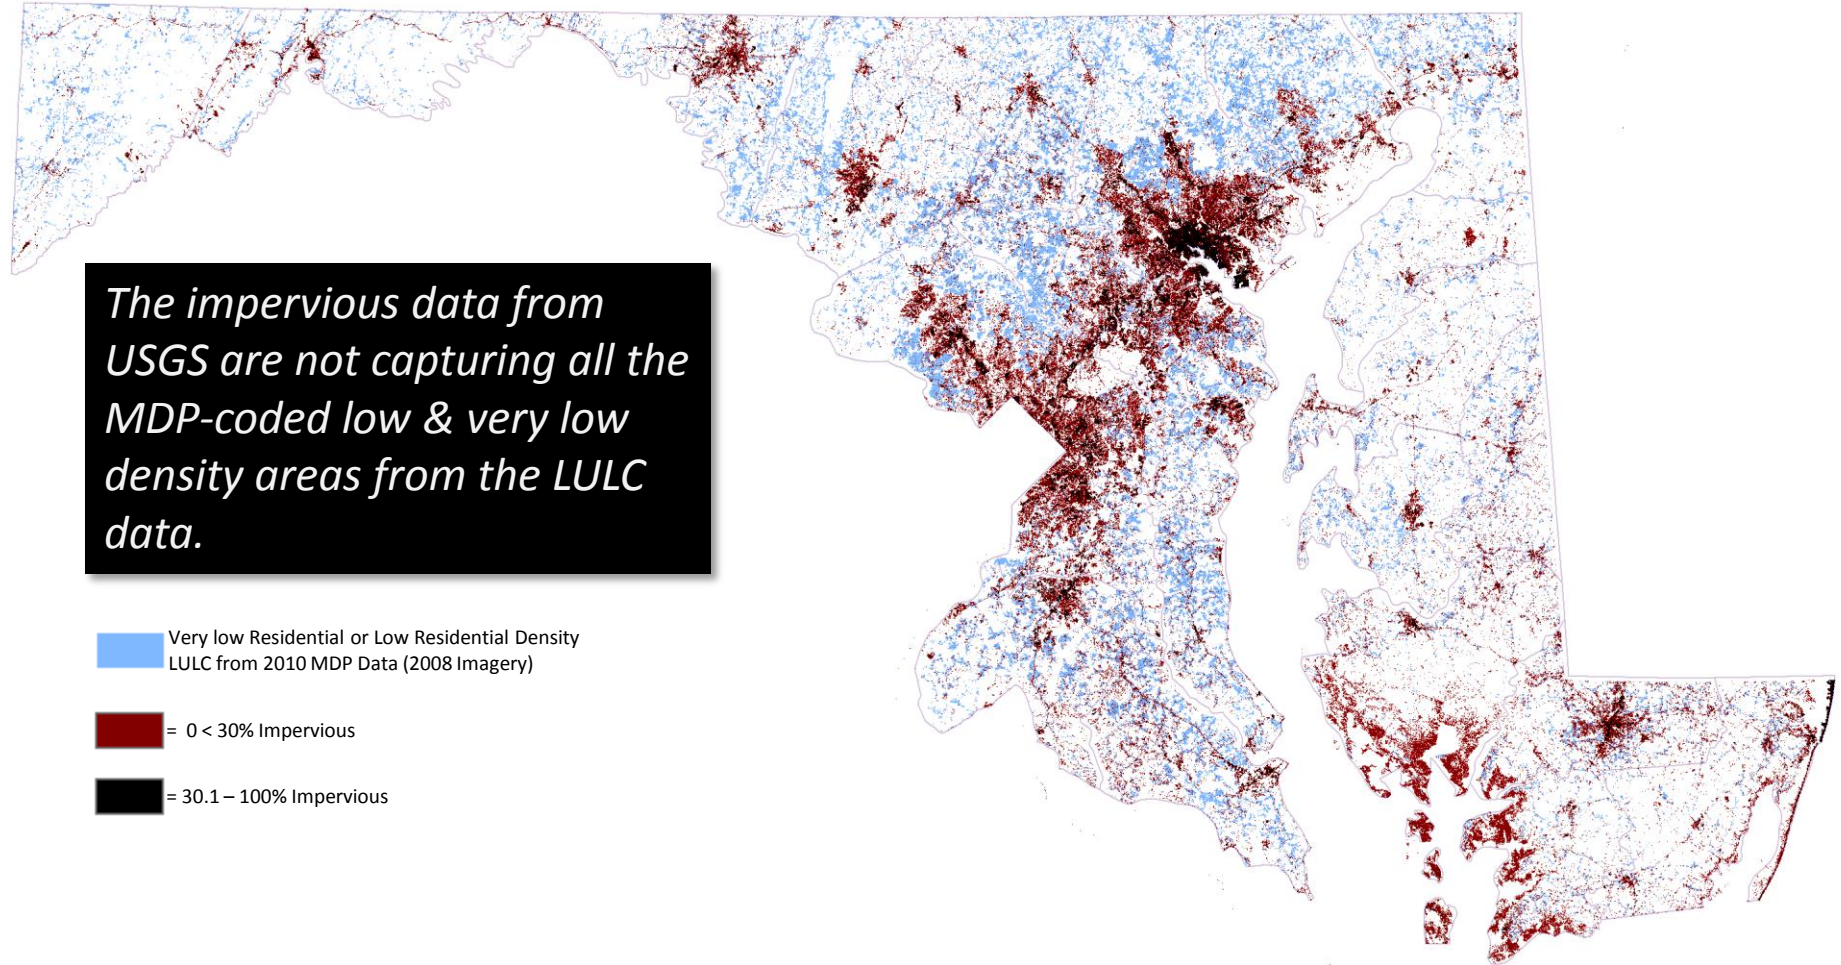 The impervious data from
USGS are not capturing all the
MDP-coded low & very low
density areas from the LULC
data.
Very low Residential or Low Residential Density
LULC from 2010 MDP Data (2008 Imagery)
= 0 < 30% Impervious
= 30.1 – 100% Impervious